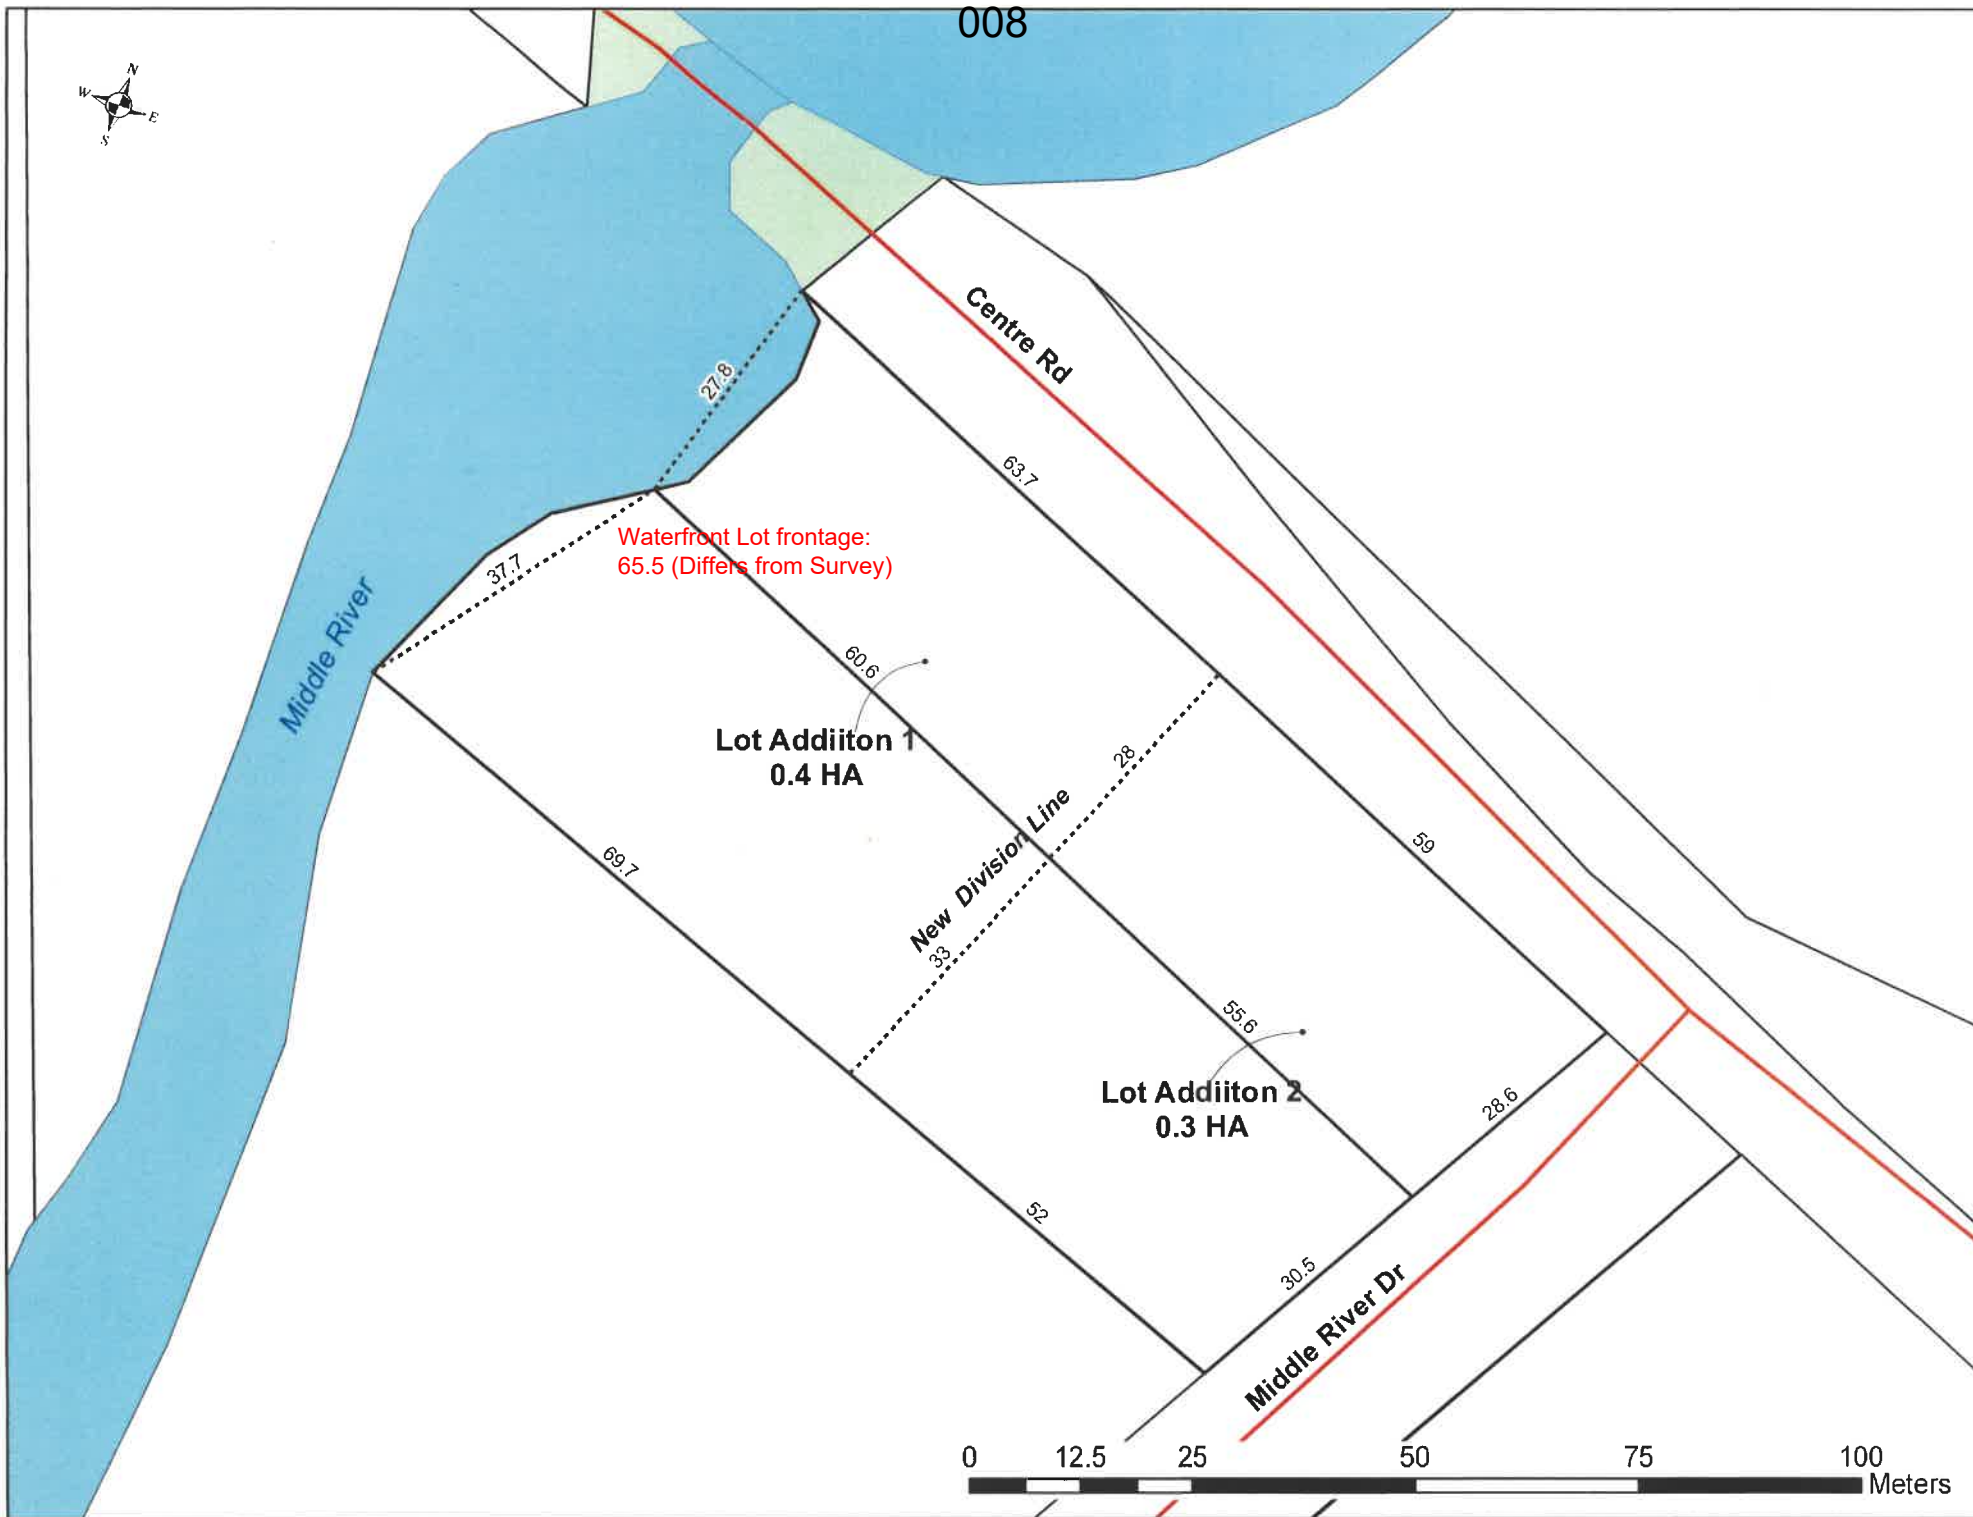 008
N
W
E
S
Centre Rd
27.8
63.7
Waterfront Lot frontage:
65.5 (Differs from Survey)
37.7
Middle River
60.6
Lot Addiiton 1
0.4 HA
28
New Division Line
59
69.7
33
55.6
Lot Addiiton 2
0.3 HA
28.6
52
30.5
Middle River Dr
0 12.5 25 50 75 100
Meters